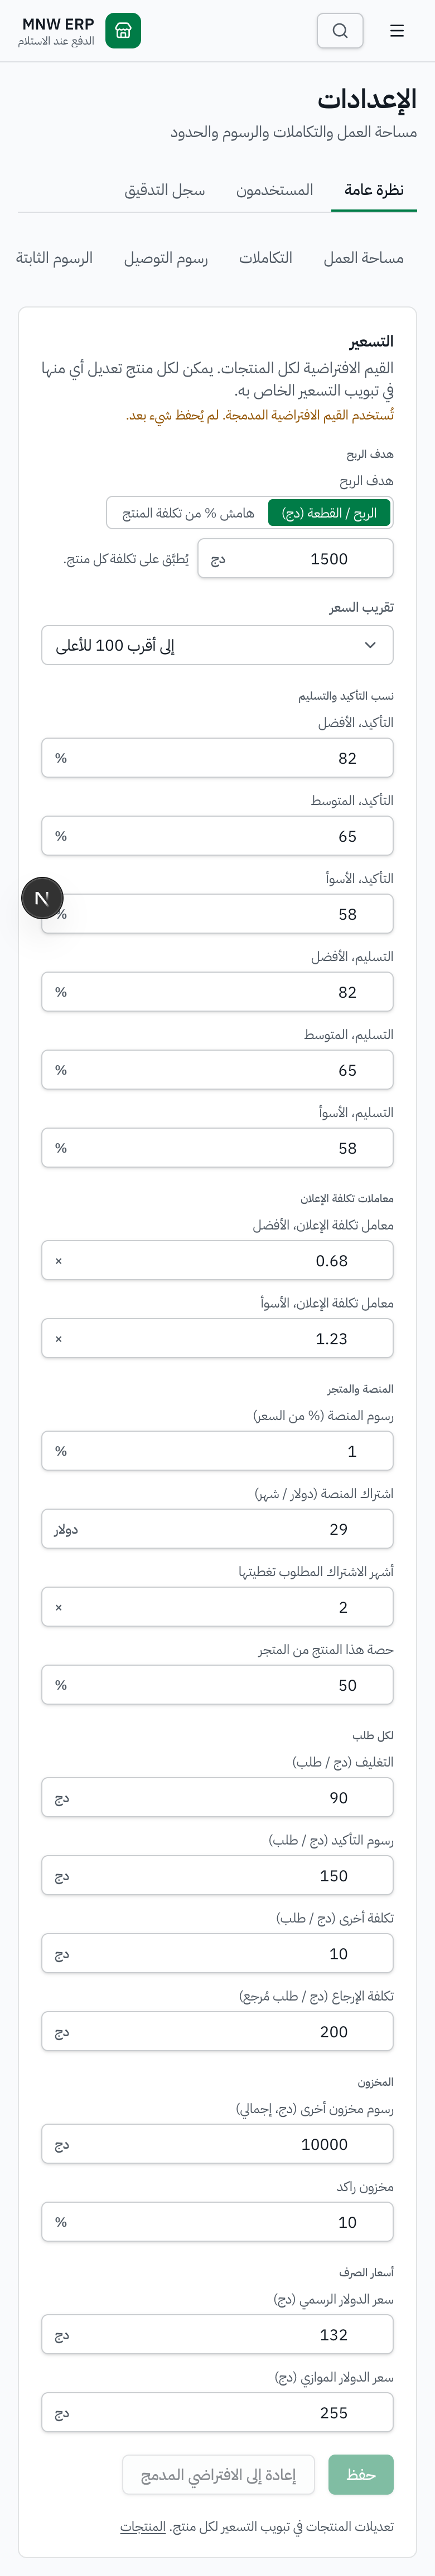 MNW ERP
الدفع عند الاستلام
الإعدادات
مساحة العمل والتكاملات والرسوم والحدود
نظرة عامة
المستخدمون
سجل التدقيق
مساحة العمل
التكاملات
رسوم التوصيل
الرسوم الثابتة
التسعير
القيم الافتراضية لكل المنتجات. يمكن لكل منتج تعديل أي منها
في تبويب التسعير الخاص به.
تُستخدم القيم الافتراضية المدمجة. لم يُحفظ شيء بعد.
هدف الربح
هدف الربح
الربح / القطعة (دج)
هامش % من تكلفة المنتج
1500 دج
يُطبَّق على تكلفة كل منتج.
تقريب السعر
إلى أقرب 100 للأعلى
نسب التأكيد والتسليم
التأكيد، الأفضل
82 %
التأكيد، المتوسط
65 %
التأكيد، الأسوأ
58 %
N
التسليم، الأفضل
82 %
التسليم، المتوسط
65 %
التسليم، الأسوأ
58 %
معاملات تكلفة الإعلان
معامل تكلفة الإعلان، الأفضل
0.68 ×
معامل تكلفة الإعلان، الأسوأ
1.23 ×
المنصة والمتجر
رسوم المنصة (% من السعر)
1 %
اشتراك المنصة (دولار / شهر)
29 دولار
أشهر الاشتراك المطلوب تغطيتها
2 ×
حصة هذا المنتج من المتجر
50 %
لكل طلب
التغليف (دج / طلب)
90 دج
رسوم التأكيد (دج / طلب)
150 دج
تكلفة أخرى (دج / طلب)
10 دج
تكلفة الإرجاع (دج / طلب مُرجع)
200 دج
المخزون
رسوم مخزون أخرى (دج، إجمالي)
10000 دج
مخزون راكد
10 %
أسعار الصرف
سعر الدولار الرسمي (دج)
132 دج
سعر الدولار الموازي (دج)
255 دج
حفظ
إعادة إلى الافتراضي المدمج
تعديلات المنتجات في تبويب التسعير لكل منتج. المنتجات